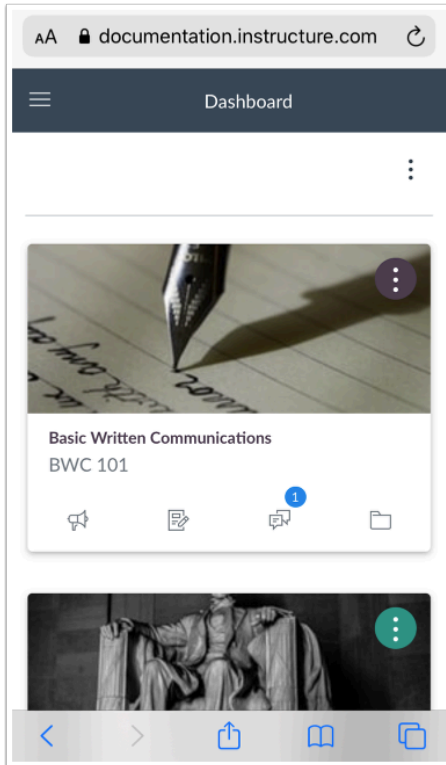 AA documentation.instructure.com
Dashboard
Basic Written Communications
BWC 101
1